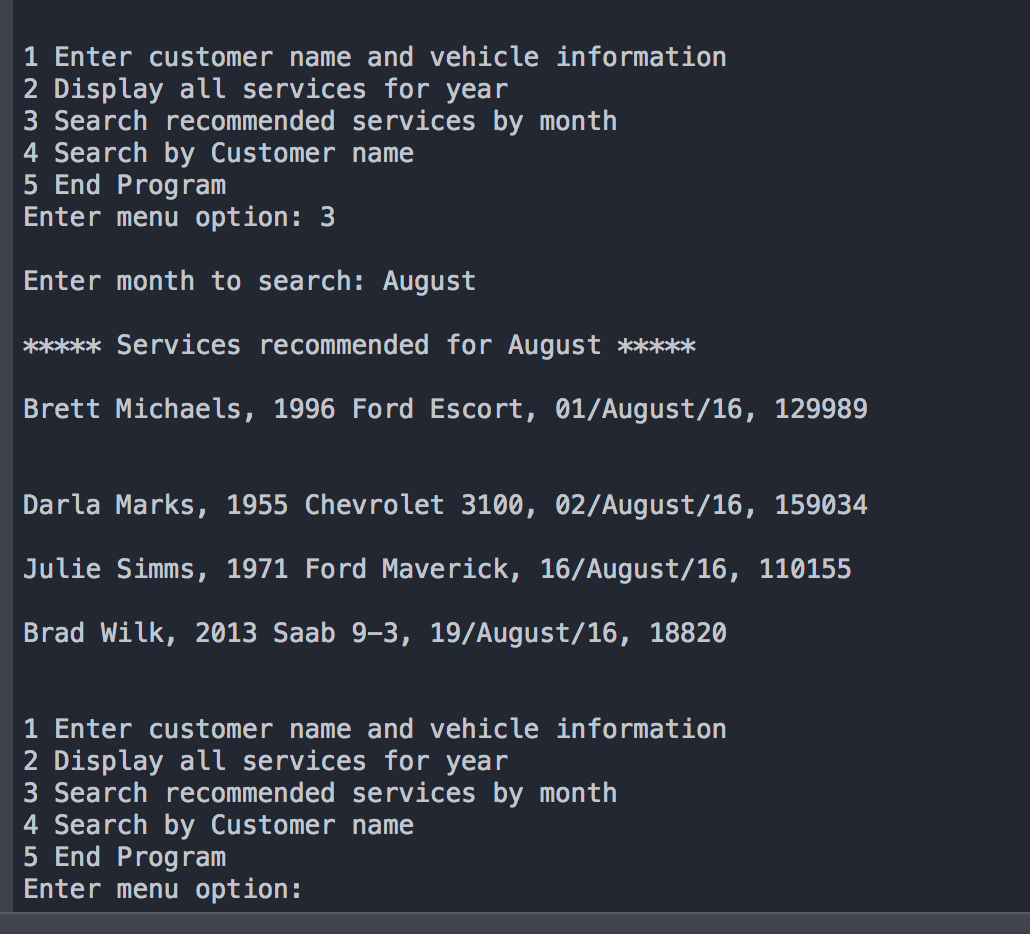 1 Enter customer name and vehicle information
2 Display all services for year
3 Search recommended services by month
4 Search by Customer name
5 End Program
Enter menu option: 3
Enter month to search: August
***** Services recommended for August *****
Brett Michaels, 1996 Ford Escort, 01/August/16, 129989
Darla Marks, 1955 Chevrolet 3100, 02/August/16, 159034
Julie Simms, 1971 Ford Maverick, 16/August/16, 110155
Brad Wilk, 2013 Saab 9-3, 19/August/16, 18820
1 Enter customer name and vehicle information
2 Display all services for year
3 Search recommended services by month
4 Search by Customer name
5 End Program
Enter menu option: